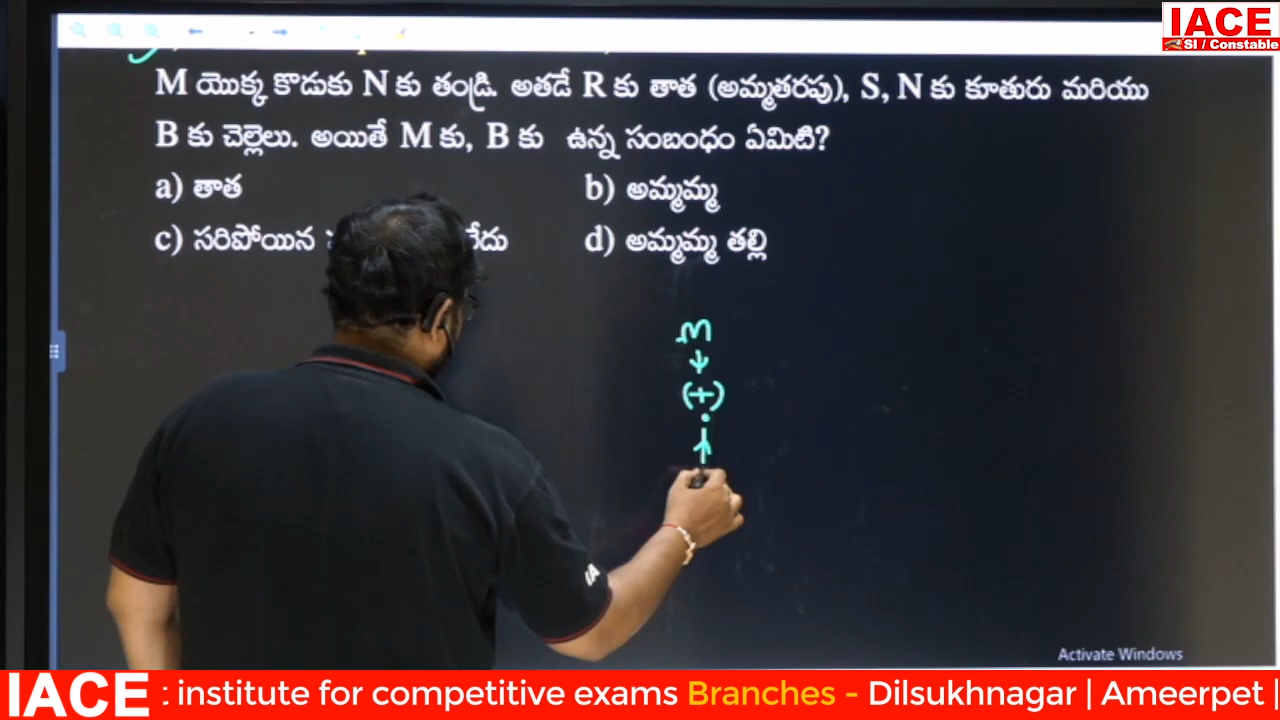 IACE
SI / Constable
M యొక్క కొడుకు N కు తండ్రి. అతడే R కు తాత (అమ్మతరపు), S, N కు కూతురు మరియు
B కు చెల్లెలు. అయితే M కు, B కు ఉన్న సంబంధం ఏమిటి?
a) తాత b) అమ్మమ్మ
c) సరిపోయిన లేదు d) అమ్మమ్మ తల్లి
M
(+)
Activate Windows
IACE : institute for competitive exams Branches - Dilsukhnagar | Ameerpet |